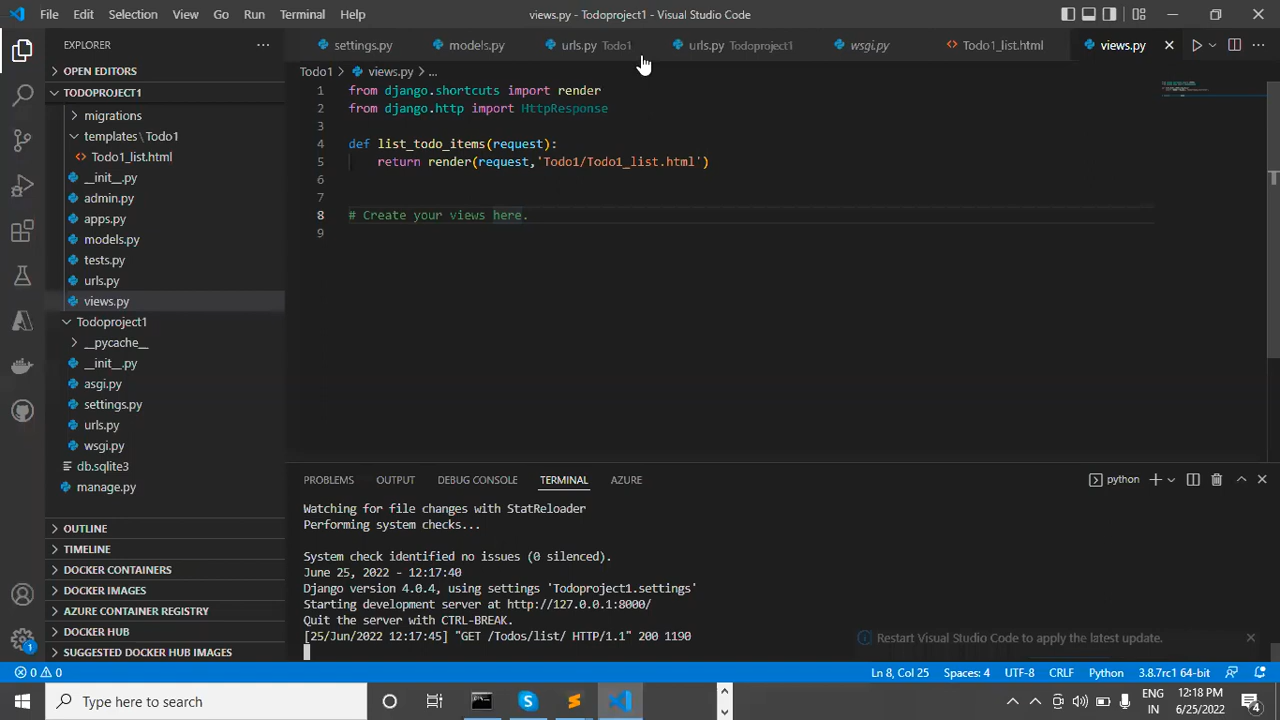 File Edit Selection View Go Run Terminal Help
views.py - Todoproject1 - Visual Studio Code
EXPLORER
OPEN EDITORS
TODOPROJECT1
migrations
templates \ Todo1
Todo1_list.html
__init__.py
admin.py
apps.py
models.py
tests.py
urls.py
views.py
Todoproject1
__pycache__
__init__.py
asgi.py
settings.py
urls.py
wsgi.py
db.sqlite3
manage.py
OUTLINE
TIMELINE
DOCKER CONTAINERS
DOCKER IMAGES
AZURE CONTAINER REGISTRY
DOCKER HUB
SUGGESTED DOCKER HUB IMAGES
settings.py models.py urls.py Todo1 urls.py Todoproject1 wsgi.py Todo1_list.html views.py
Todo1 > views.py > ...
1 from django.shortcuts import render
2 from django.http import HttpResponse
3
4 def list_todo_items(request):
5 return render(request,'Todo1/Todo1_list.html')
6
7
8 # Create your views here.
9
PROBLEMS OUTPUT DEBUG CONSOLE TERMINAL AZURE
python
Watching for file changes with StatReloader
Performing system checks...
System check identified no issues (0 silenced).
June 25, 2022 - 12:17:40
Django version 4.0.4, using settings 'Todoproject1.settings'
Starting development server at http://127.0.0.1:8000/
Quit the server with CTRL-BREAK.
[25/Jun/2022 12:17:45] "GET /Todos/list/ HTTP/1.1" 200 1190
Restart Visual Studio Code to apply the latest update.
1
0 0
Ln 8, Col 25 Spaces: 4 UTF-8 CRLF Python 3.8.7rc1 64-bit
Type here to search
ENG
IN
12:18 PM
6/25/2022
4